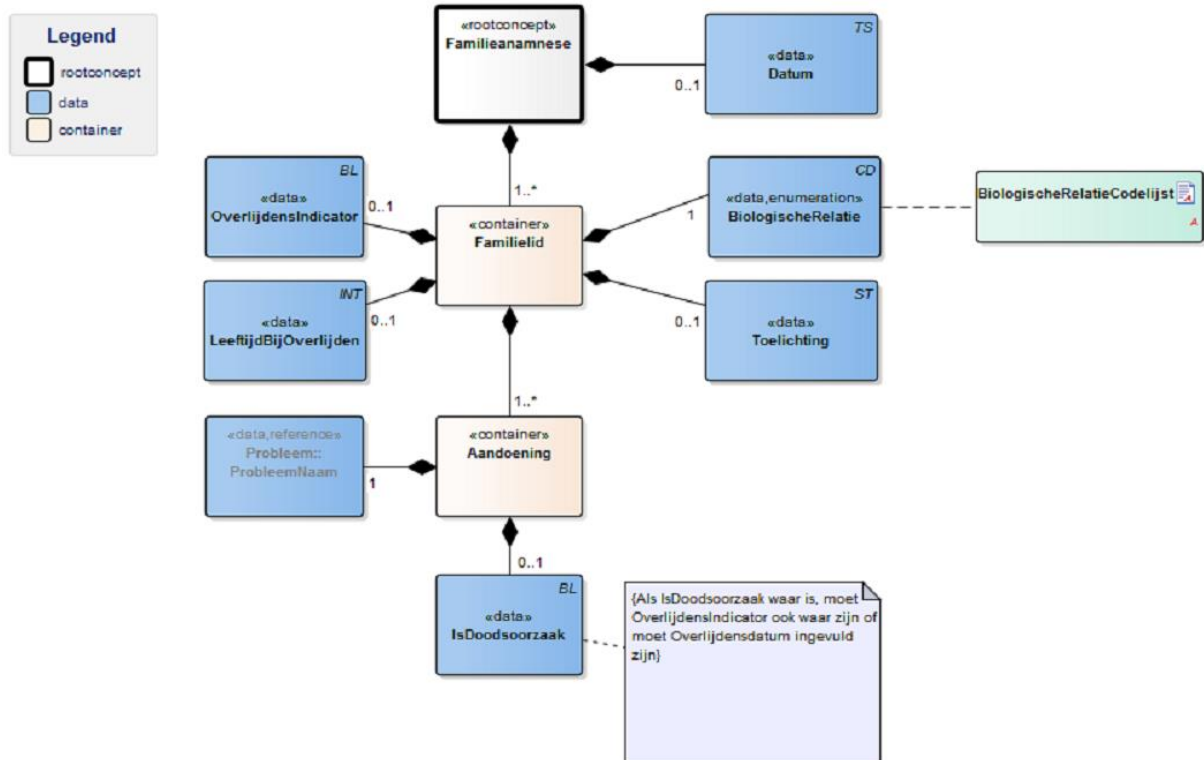 Legend
rootconcept
data
container
«rootconcept»
Familieanamnese
TS
«data»
Datum
0..1
1..*
BL
«data»
OverlijdensIndicator
0..1
«container»
Familielid
CD
«data,enumeration»
BiologischeRelatie
1
BiologischeRelatieCodelijst
A
INT
«data»
LeeftijdBijOverlijden
0..1
ST
«data»
Toelichting
0..1
1..*
«data,reference»
Probleem::
ProbleemNaam
1
«container»
Aandoening
0..1
BL
«data»
IsDoodsoorzaak
{Als IsDoodsoorzaak waar is, moet
OverlijdensIndicator ook waar zijn of
moet Overlijdensdatum ingevuld
zijn}